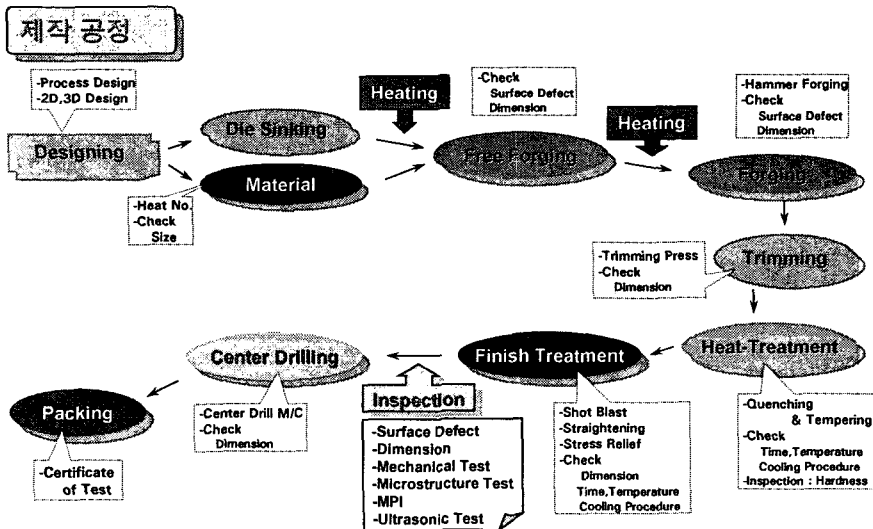 제작 공정
-Process Design
-2D,3D Design
Designing
Die Sinking
Material
-Heat No.
-Check
Size
Heating
-Check
Surface Defect
Dimension
Free Forging
Heating
-Hammer Forging
-Check
Surface Defect
Dimension
Forging
-Trimming Press
-Check
Dimension
Trimming
Heat-Treatment
-Quenching
& Tempering
-Check
Time,Temperature
Cooling Procedure
-Inspection : Hardness
Finish Treatment
-Shot Blast
-Straightening
-Stress Relief
-Check
Dimension
Time,Temperature
Cooling Procedure
Inspection
-Surface Defect
-Dimension
-Mechanical Test
-Microstructure Test
-MPI
-Ultrasonic Test
Center Drilling
-Center Drill M/C
-Check
Dimension
Packing
-Certificate
of Test